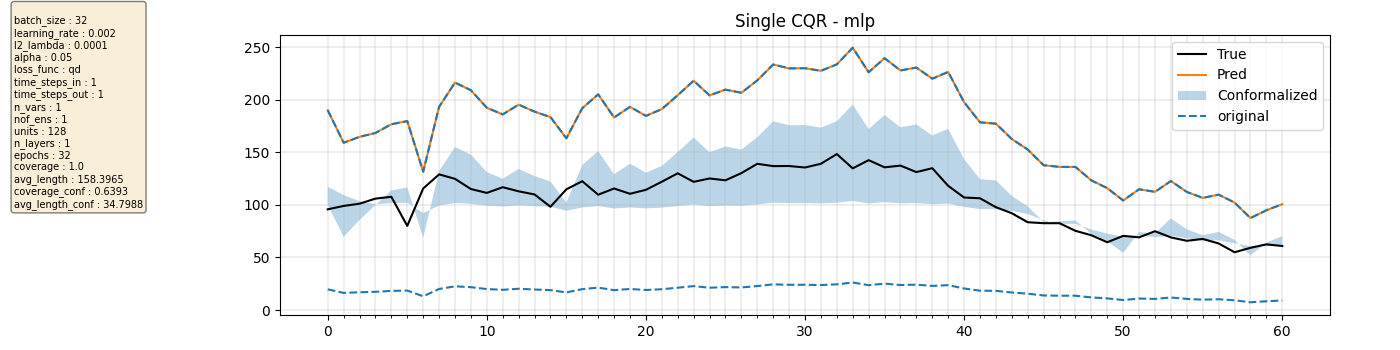 batch_size : 32
learning_rate : 0.002
l2_lambda : 0.0001
alpha : 0.05
loss_func : qd
time_steps_in : 1
time_steps_out : 1
n_vars : 1
nof_ens : 1
units : 128
n_layers : 1
epochs : 32
coverage : 1.0
avg_length : 158.3965
coverage_conf : 0.6393
avg_length_conf : 34.7988
Single CQR - mlp
250
200
150
100
50
0
True
Pred
Conformalized
original
0 10 20 30 40 50 60